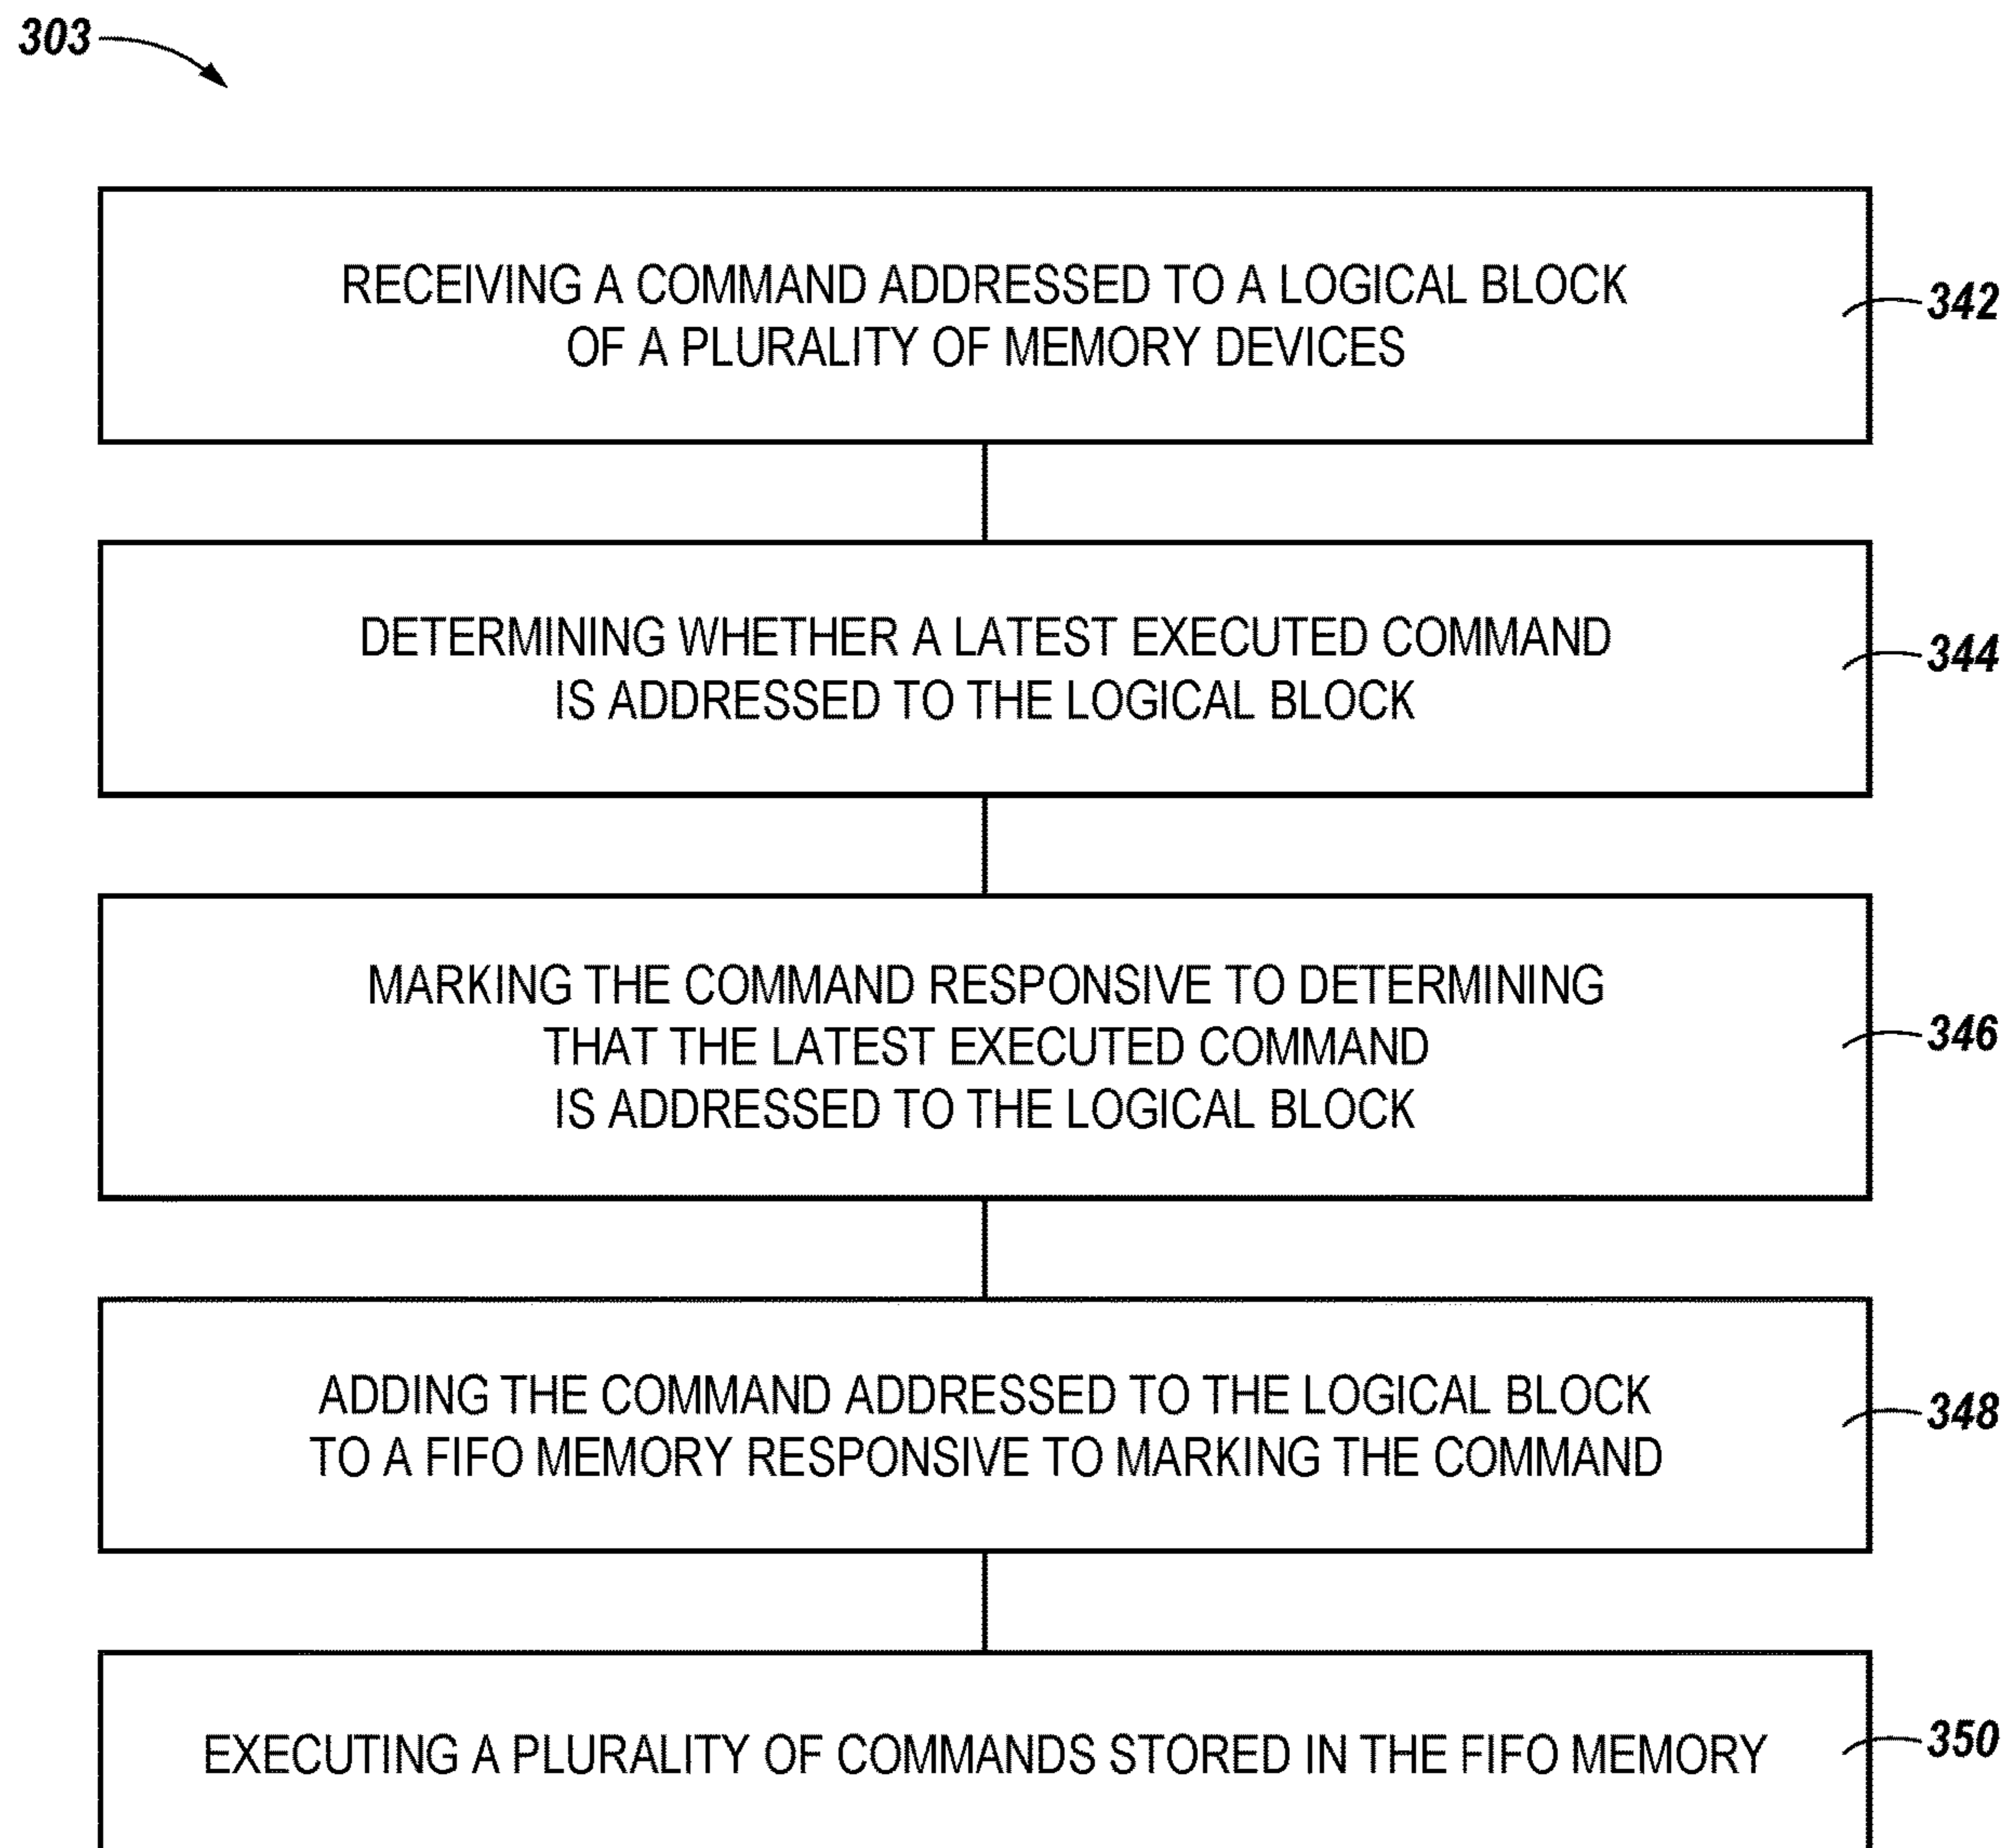 303
RECEIVING A COMMAND ADDRESSED TO A LOGICAL BLOCK
OF A PLURALITY OF MEMORY DEVICES
342
DETERMINING WHETHER A LATEST EXECUTED COMMAND
IS ADDRESSED TO THE LOGICAL BLOCK
344
MARKING THE COMMAND RESPONSIVE TO DETERMINING
THAT THE LATEST EXECUTED COMMAND
IS ADDRESSED TO THE LOGICAL BLOCK
346
ADDING THE COMMAND ADDRESSED TO THE LOGICAL BLOCK
TO A FIFO MEMORY RESPONSIVE TO MARKING THE COMMAND
348
EXECUTING A PLURALITY OF COMMANDS STORED IN THE FIFO MEMORY
350